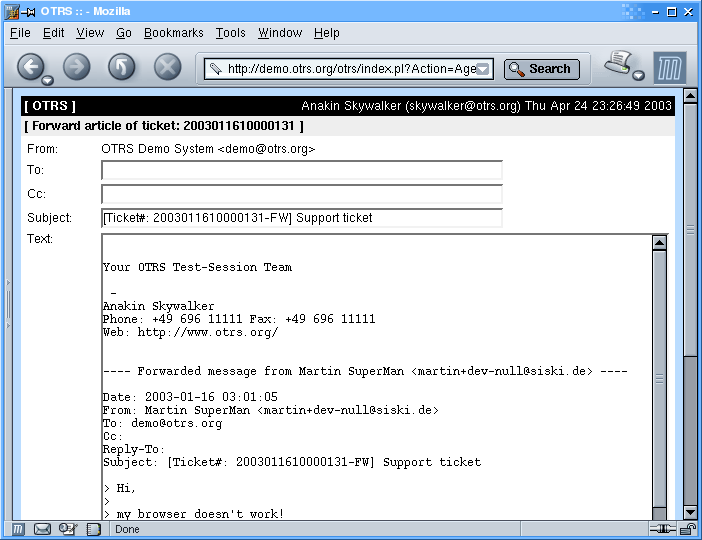 OTRS :: - Mozilla
File Edit View Go Bookmarks Tools Window Help
http://demo.otrs.org/otrs/index.pl?Action=Age
Search
[ OTRS ] Anakin Skywalker (skywalker@otrs.org) Thu Apr 24 23:26:49 2003
[ Forward article of ticket: 2003011610000131 ]
From: OTRS Demo System <demo@otrs.org>
To:
Cc:
Subject: [Ticket#: 2003011610000131-FW] Support ticket
Text:
Your OTRS Test-Session Team
-
Anakin Skywalker
Phone: +49 696 11111 Fax: +49 696 11111
Web: http://www.otrs.org/
---- Forwarded message from Martin SuperMan <martin+dev-null@siski.de> ----
Date: 2003-01-16 03:01:05
From: Martin SuperMan <martin+dev-null@siski.de>
To: demo@otrs.org
Cc:
Reply-To:
Subject: [Ticket#: 2003011610000131-FW] Support ticket
> Hi,
>
> my browser doesn't work!
Done